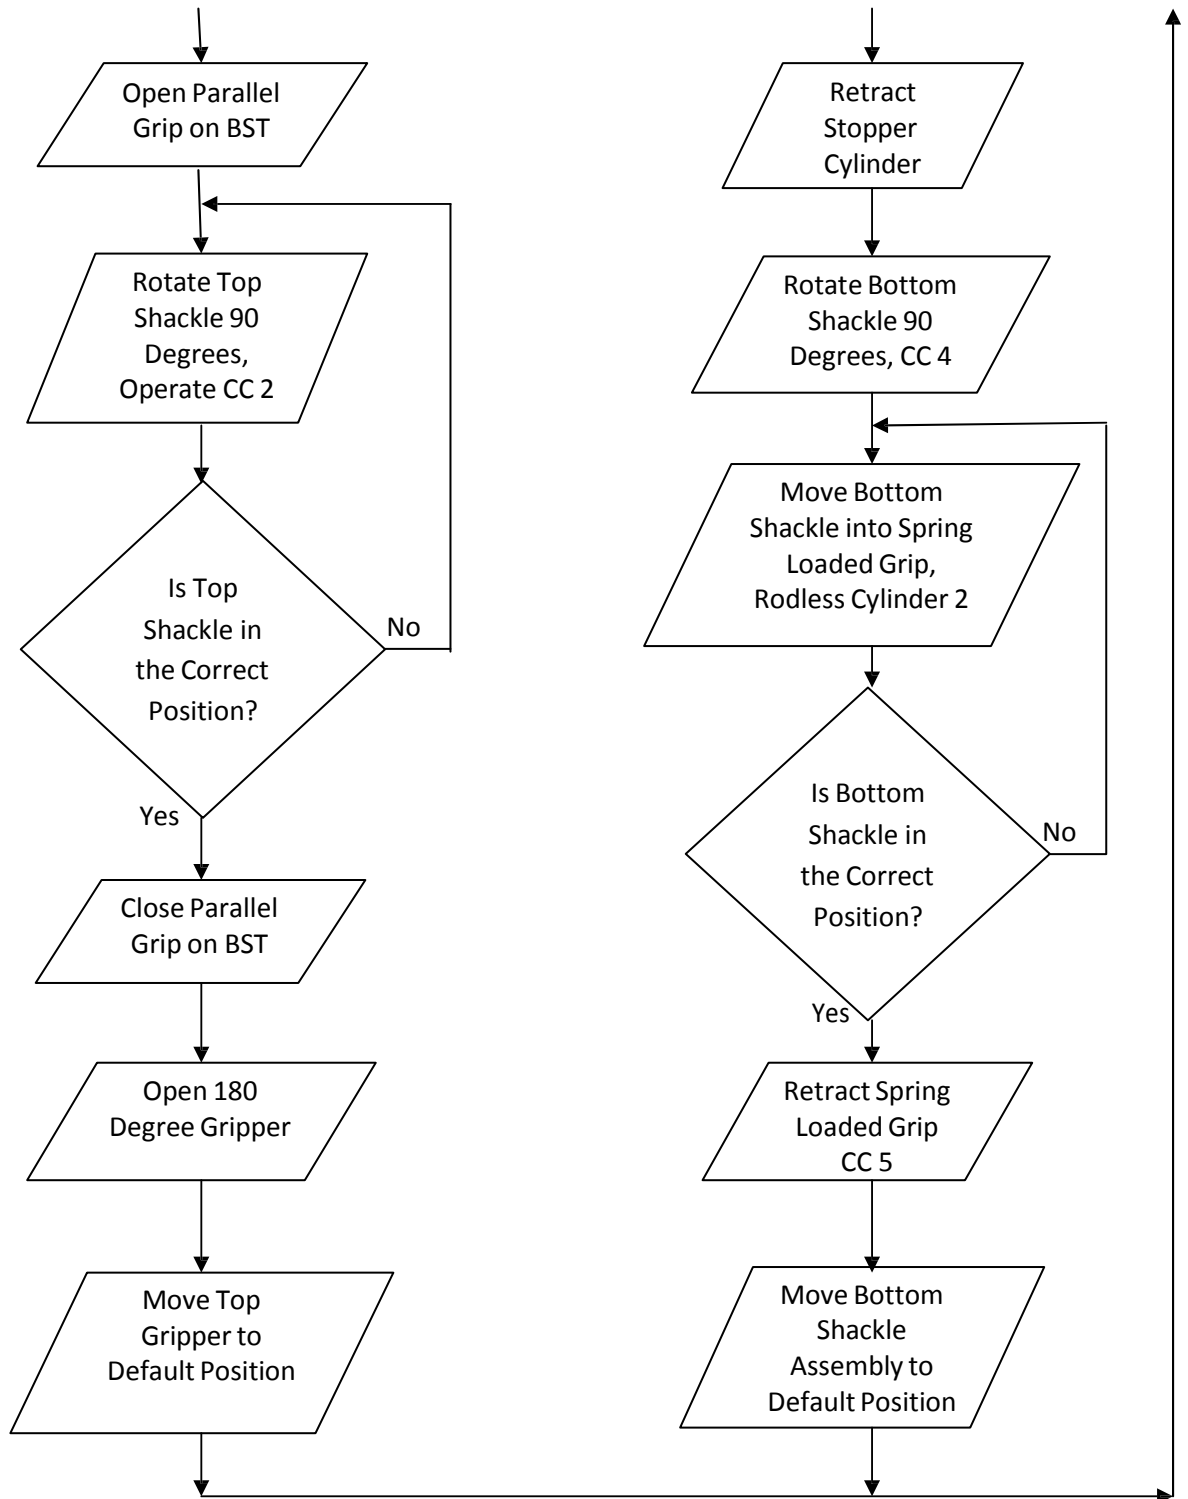 Open Parallel
Grip on BST
Rotate Top
Shackle 90
Degrees,
Operate CC 2
Is Top
Shackle in
the Correct
Position?
No
Yes
Close Parallel
Grip on BST
Open 180
Degree Gripper
Move Top
Gripper to
Default Position
Retract
Stopper
Cylinder
Rotate Bottom
Shackle 90
Degrees, CC 4
Move Bottom
Shackle into Spring
Loaded Grip,
Rodless Cylinder 2
Is Bottom
Shackle in
the Correct
Position?
No
Yes
Retract Spring
Loaded Grip
CC 5
Move Bottom
Shackle
Assembly to
Default Position